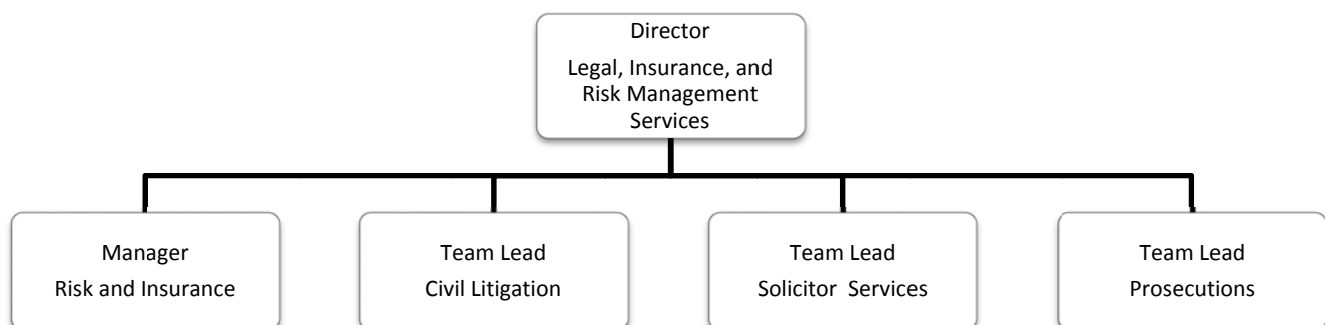 Director
Legal, Insurance, and
Risk Management
Services
Manager
Risk and Insurance
Team Lead
Civil Litigation
Team Lead
Solicitor Services
Team Lead
Prosecutions